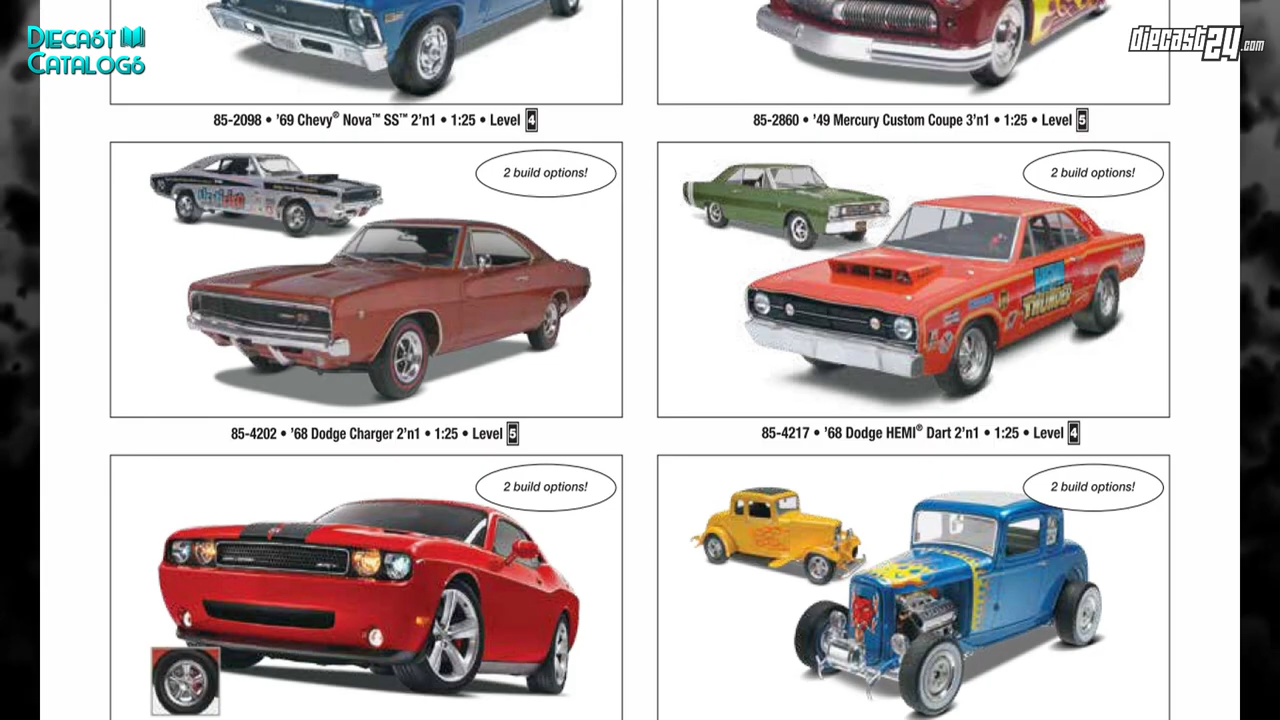 DIECAST
CATALOGS
diecast24.com
SS
85-2098 • '69 Chevy® Nova™ SS™ 2'n1 • 1:25 • Level 4
85-2860 • '49 Mercury Custom Coupe 3'n1 • 1:25 • Level 5
2 build options!
2 build options!
THUNDER
85-4202 • '68 Dodge Charger 2'n1 • 1:25 • Level 5
85-4217 • '68 Dodge HEMI® Dart 2'n1 • 1:25 • Level 4
2 build options!
2 build options!